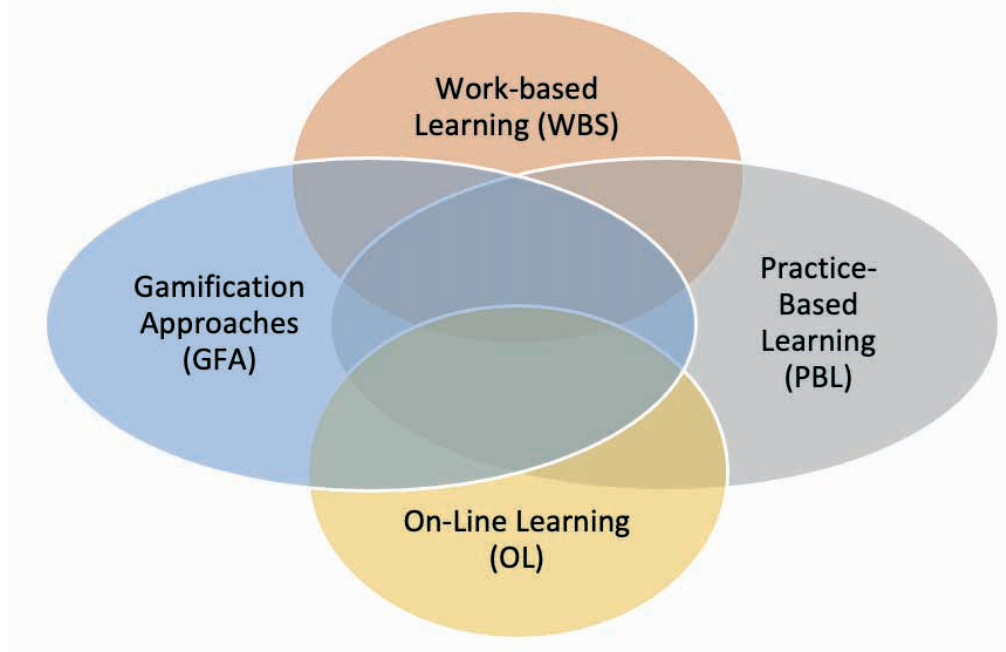 Work-based
Learning (WBS)
Gamification
Approaches
(GFA)
Practice-
Based
Learning
(PBL)
On-Line Learning
(OL)